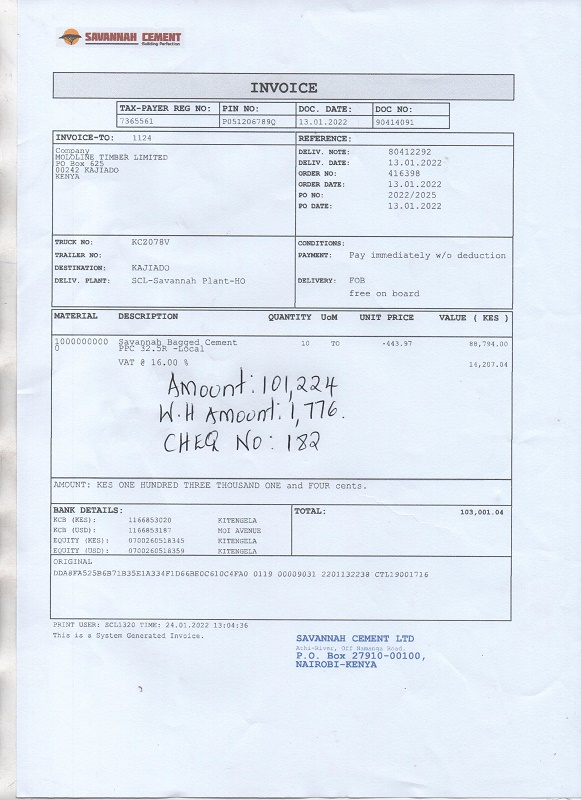 SAVANNAH CEMENT
Building Perfection
INVOICE
TAX-PAYER REG NO: PIN NO: DOC. DATE: DOC NO:
7365561 P051206789Q 13.01.2022 90414091
INVOICE-TO: 1124
Company
MOLOLINE TIMBER LIMITED
PO Box 625
00242 KAJIADO
KENYA
REFERENCE:
DELIV. NOTE: 80412292
DELIV. DATE: 13.01.2022
ORDER NO: 416398
ORDER DATE: 13.01.2022
PO NO: 2022/2025
PO DATE: 13.01.2022
TRUCK NO: KCZ078V
TRAILER NO:
DESTINATION: KAJIADO
DELIV. PLANT: SCL-Savannah Plant-HO
CONDITIONS:
PAYMENT: Pay immediately w/o deduction
DELIVERY: FOB
free on board
MATERIAL DESCRIPTION QUANTITY UoM UNIT PRICE VALUE ( KES )
1000000000 Savannah Bagged Cement 10 TO -443.97 88,794.00
0 PPC 32.5R -Local
VAT @ 16.00 % 14,207.04
Amount: 101,224
W.H Amount: 1,776.
CHEQ No: 182
AMOUNT: KES ONE HUNDRED THREE THOUSAND ONE and FOUR cents.
BANK DETAILS: TOTAL: 103,001.04
KCB (KES): 1166853020 KITENGELA
KCB (USD): 1166853187 MOI AVENUE
EQUITY (KES): 0700260518345 KITENGELA
EQUITY (USD): 0700260518359 KITENGELA
ORIGINAL
DDA8FA525B6B71B35E1A334F1D66BE0C610C4FA0 0119 00009031 2201132238 CTL19001716
PRINT USER: SCL1320 TIME: 24.01.2022 13:04:36
This is a System Generated Invoice.
SAVANNAH CEMENT LTD
Athi-River, Off Namanga Road.
P.O. Box 27910-00100,
NAIROBI-KENYA